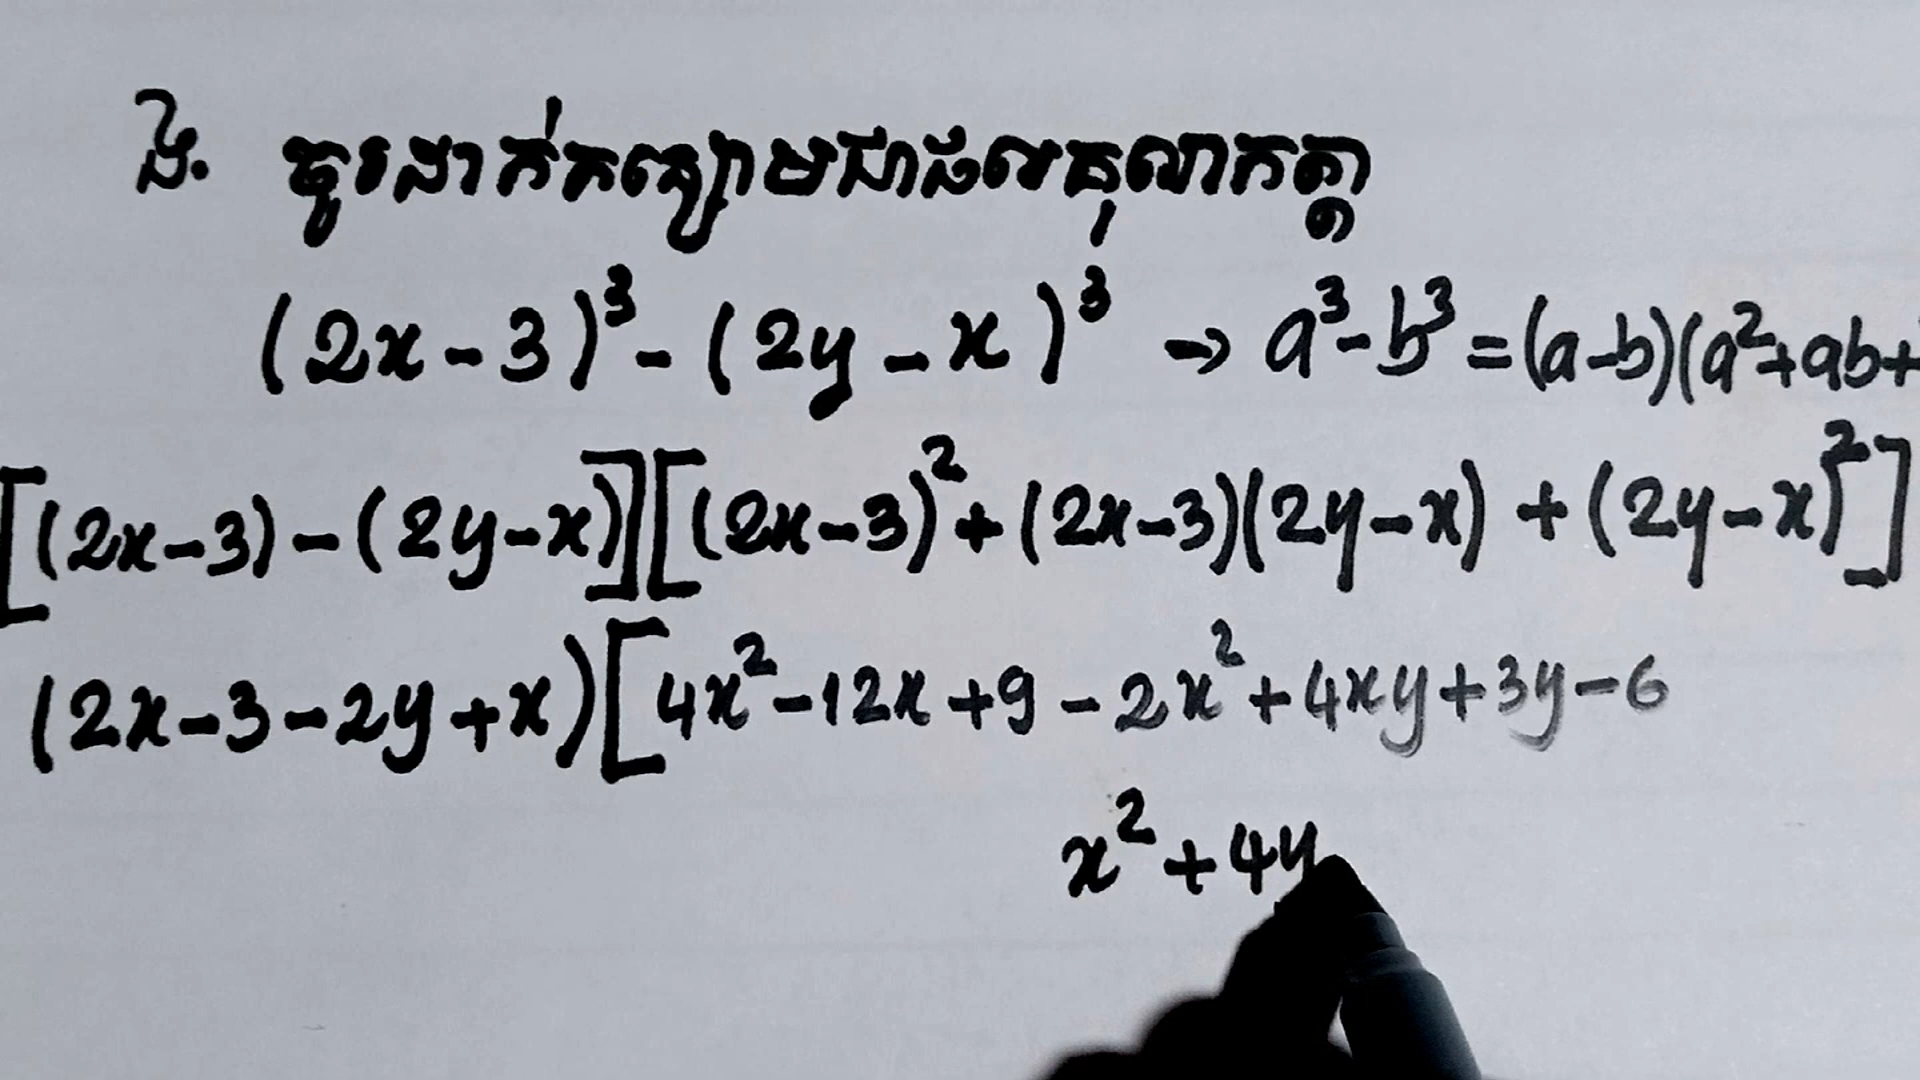 ង. ចូរដាក់កន្សោមជាផលគុណកត្តា
(2x-3)³-(2y-x)³ → a³-b³=(a-b)(a²+ab+
[(2x-3)-(2y-x)][(2x-3)²+(2x-3)(2y-x)+(2y-x)²]
(2x-3-2y+x)[4x²-12x+9-2x²+4xy+3y-6
x²+4y